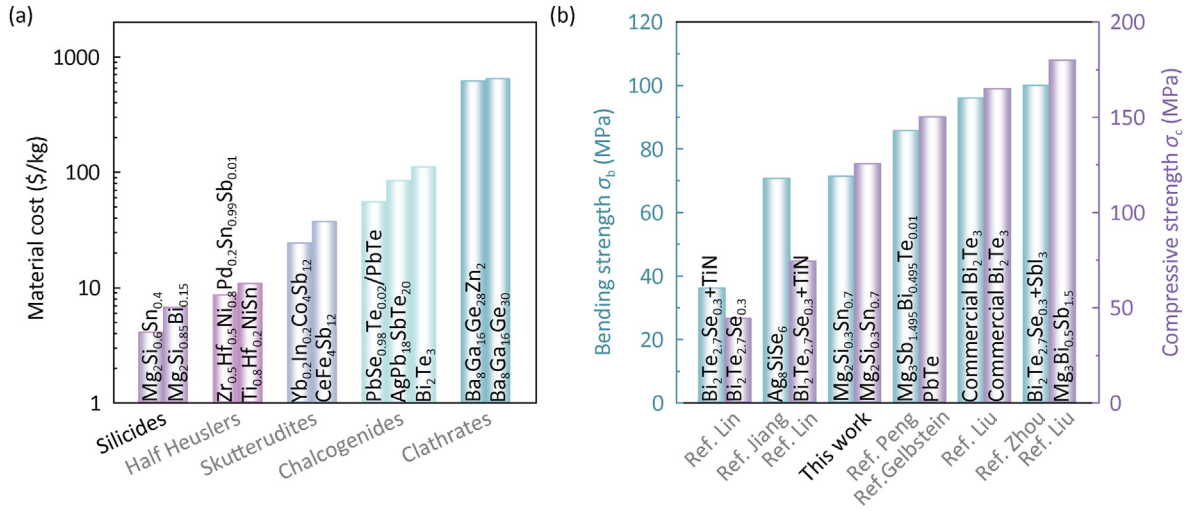 (a)
Material cost ($/kg)
1000
100
10
1
Mg2Si0.6Sn0.4
Mg2Si0.85Bi0.15
Zr0.5Hf0.5Ni0.8Pd0.2Sn0.99Sb0.01
Ti0.8Hf0.2NiSn
Yb0.2In0.2Co4Sb12
CeFe4Sb12
PbSe0.98Te0.02/PbTe
AgPb18SbTe20
Bi2Te3
Ba8Ga16Ge28Zn2
Ba8Ga16Ge30
Silicides
Half Heuslers
Skutterudites
Chalcogenides
Clathrates
(b)
Bending strength σb (MPa)
120
100
80
60
40
20
0
Bi2Te2.7Se0.3+TiN
Bi2Te2.7Se0.3
Ag8SiSe6
Bi2Te2.7Se0.3+TiN
Mg2Si0.3Sn0.7
Mg2Si0.3Sn0.7
Mg3Sb1.495Bi0.495Te0.01
PbTe
Commercial Bi2Te3
Commercial Bi2Te3
Bi2Te2.7Se0.3+SbI3
Mg3Bi0.5Sb1.5
Ref. Lin
Ref. Jiang
Ref. Lin
This work
Ref. Peng
Ref.Gelbstein
Ref. Liu
Ref. Zhou
Ref. Liu
200
150
100
50
0
Compressive strength σc (MPa)